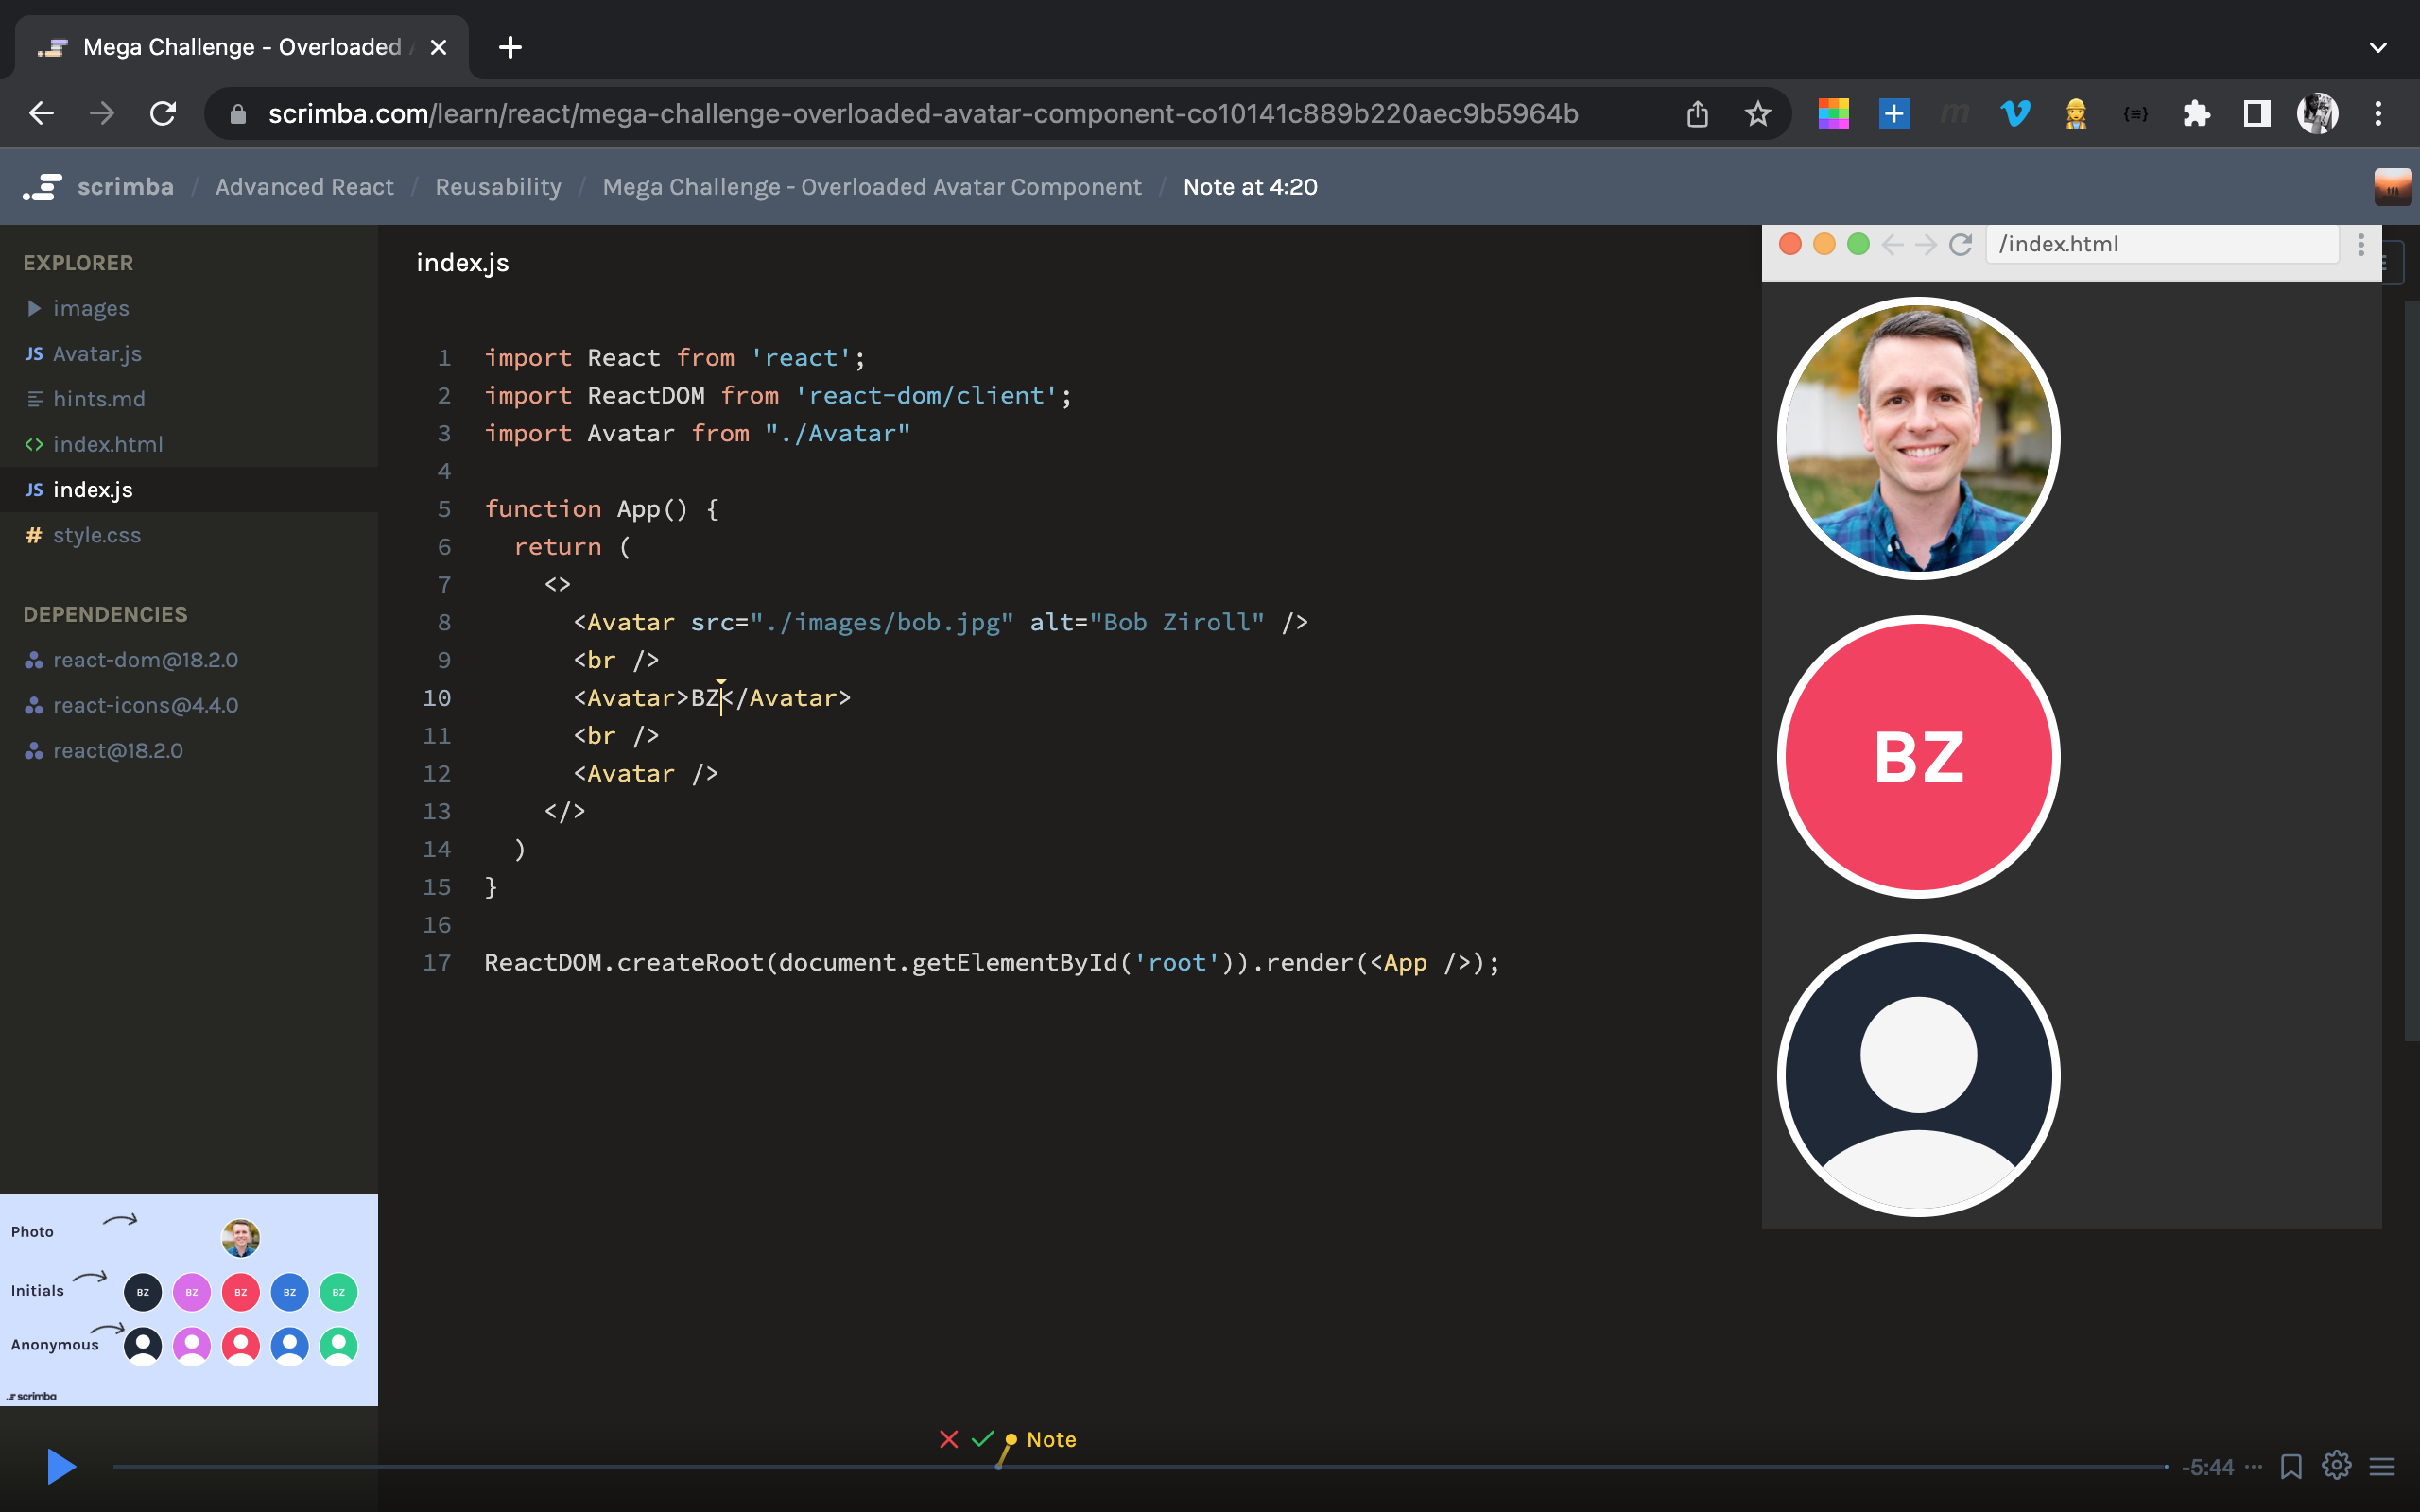 Mega Challenge - Overloaded
scrimba.com/learn/react/mega-challenge-overloaded-avatar-component-co10141c889b220aec9b5964b
scrimba / Advanced React / Reusability / Mega Challenge - Overloaded Avatar Component / Note at 4:20
EXPLORER
images
JS Avatar.js
hints.md
<> index.html
JS index.js
# style.css
DEPENDENCIES
react-dom@18.2.0
react-icons@4.4.0
react@18.2.0
index.js
1 import React from 'react';
2 import ReactDOM from 'react-dom/client';
3 import Avatar from "./Avatar"
4
5 function App() {
6 return (
7 <>
8 <Avatar src="./images/bob.jpg" alt="Bob Ziroll" />
9 <br />
10 <Avatar>BZ</Avatar>
11 <br />
12 <Avatar />
13 </>
14 )
15 }
16
17 ReactDOM.createRoot(document.getElementById('root')).render(<App />);
/index.html
BZ
Photo
Initials
BZ BZ BZ BZ BZ
Anonymous
scrimba
Note
-5:44